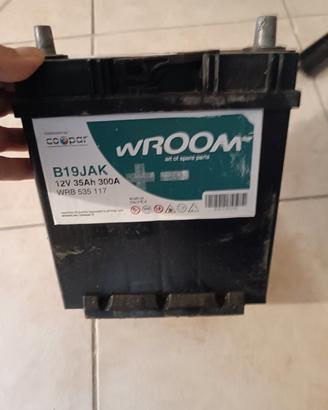 coopar
WROOM
art of spare parts
B19JAK
12V 35Ah 300A
WRB 535 117